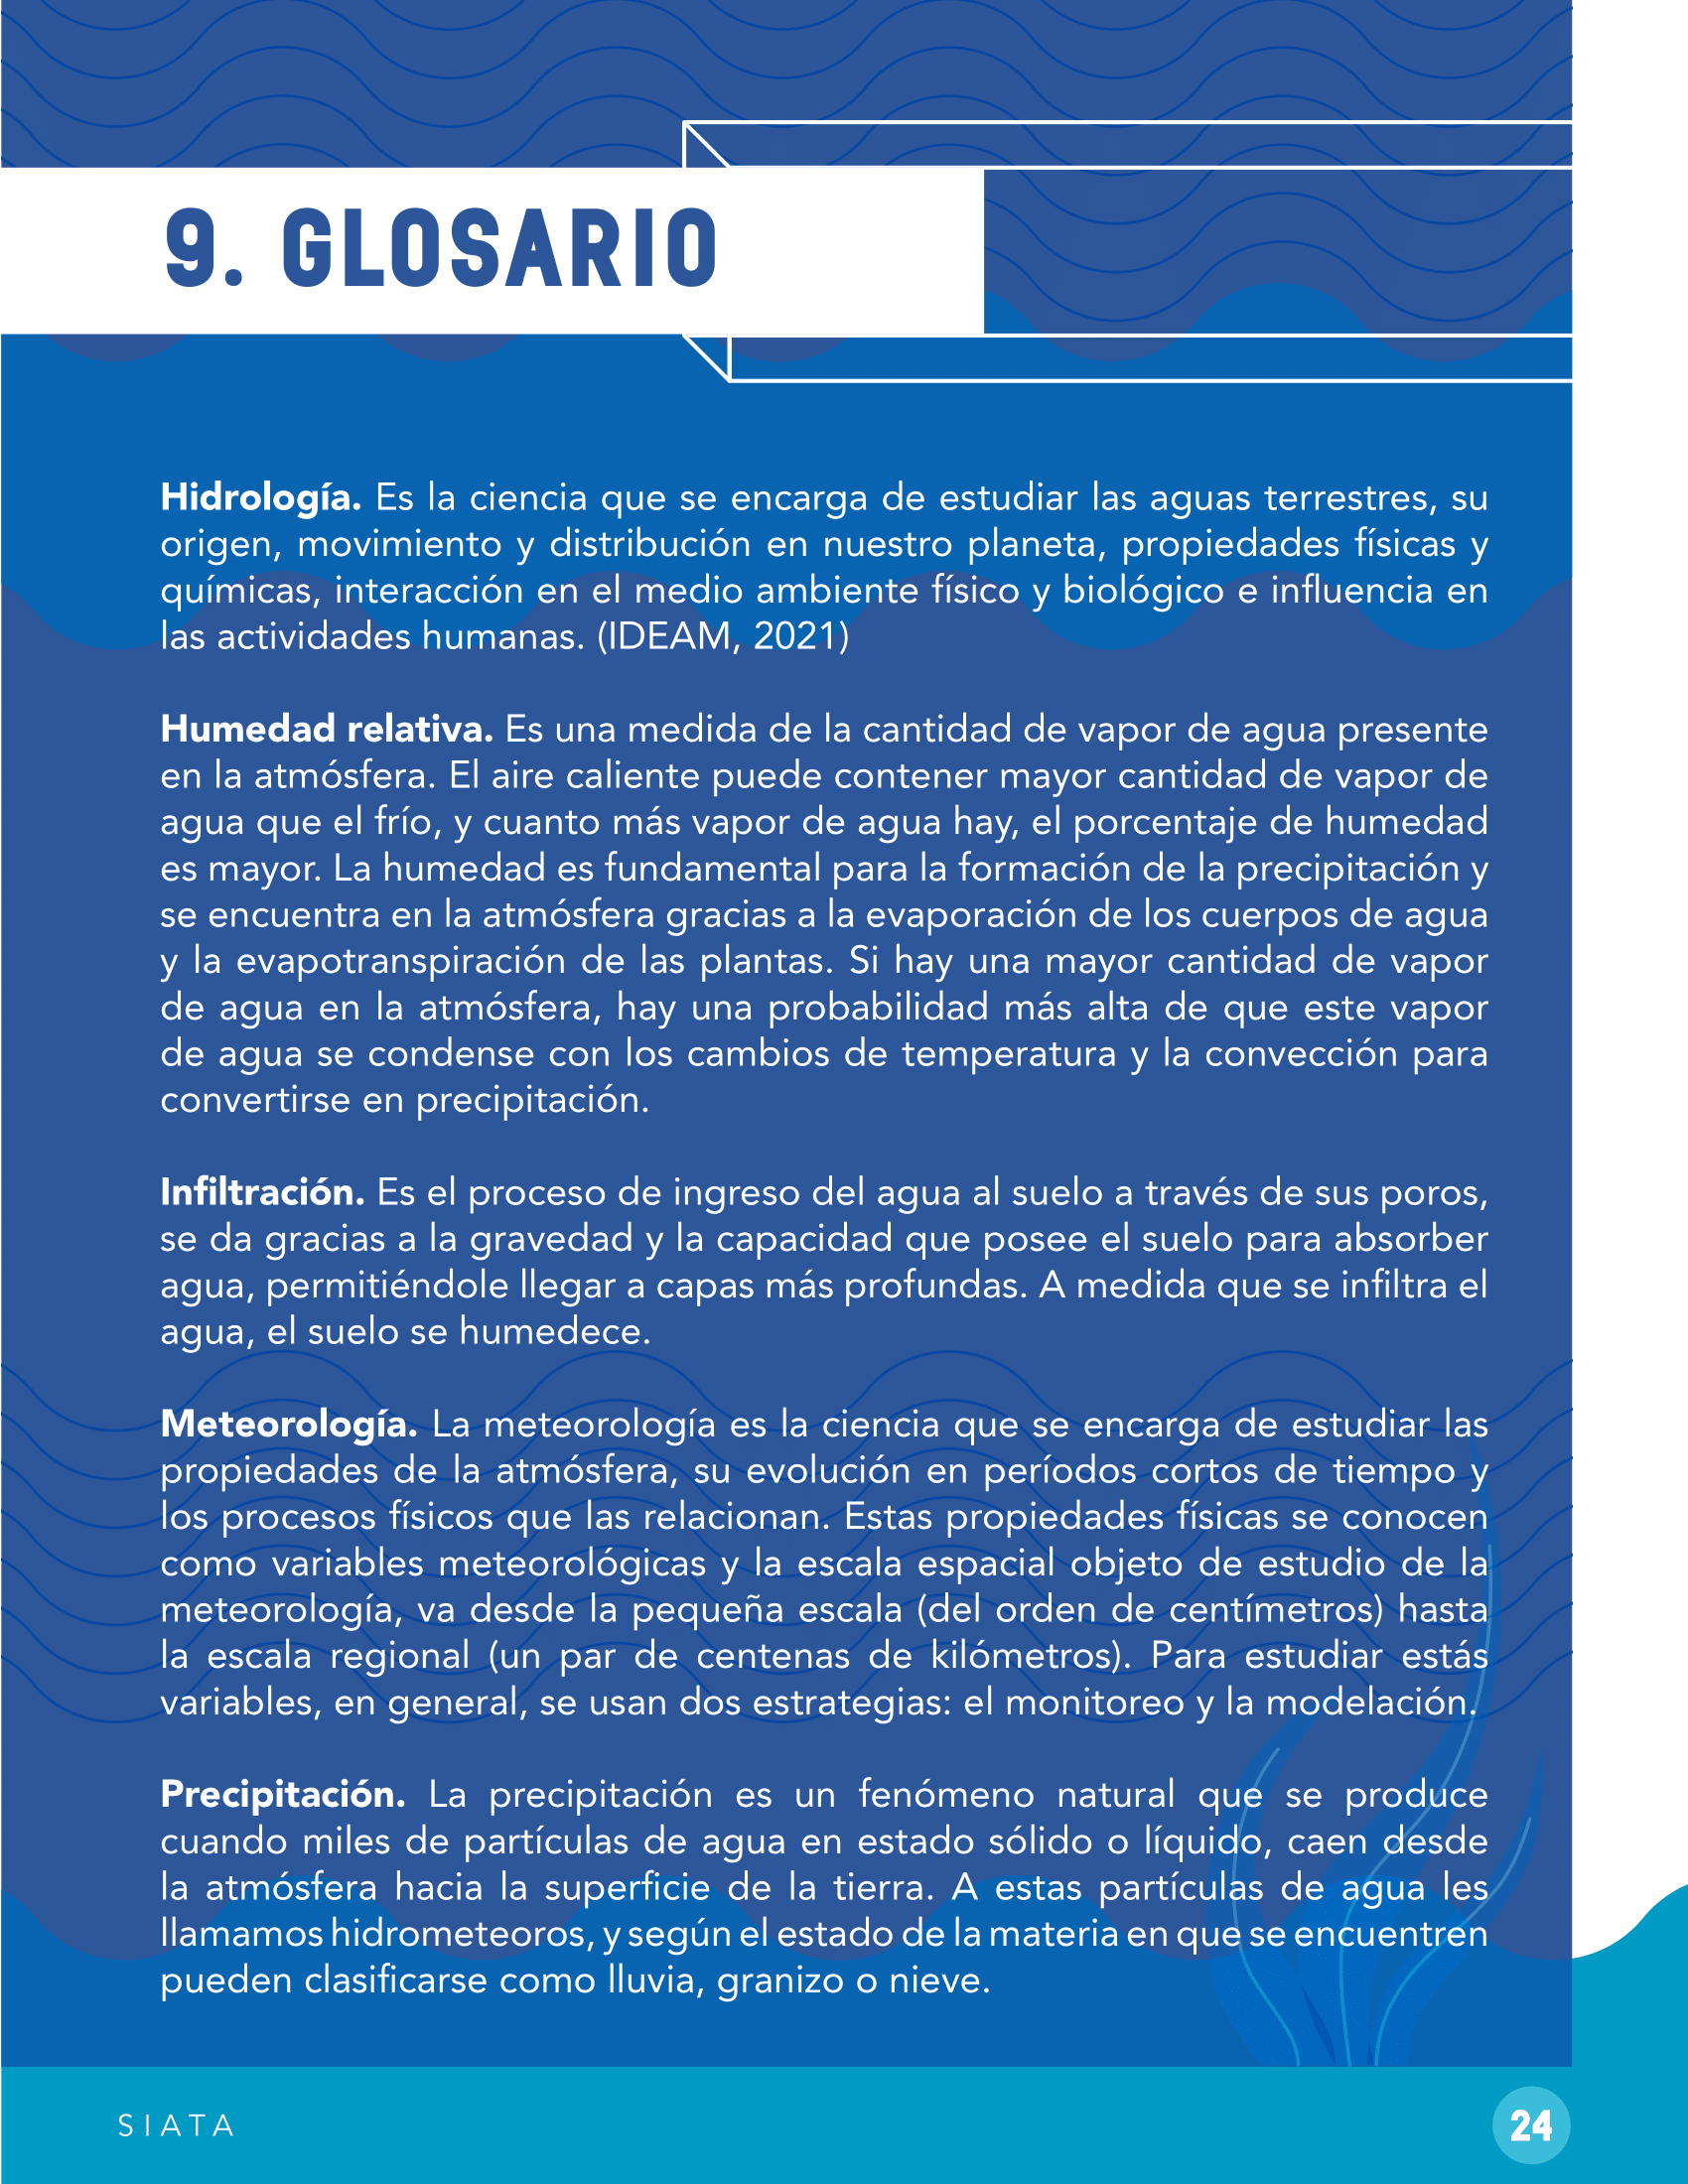 9. GLOSARIO
Hidrología. Es la ciencia que se encarga de estudiar las aguas terrestres, su
origen, movimiento y distribución en nuestro planeta, propiedades físicas y
químicas, interacción en el medio ambiente físico y biológico e influencia en
las actividades humanas. (IDEAM, 2021)
Humedad relativa. Es una medida de la cantidad de vapor de agua presente
en la atmósfera. El aire caliente puede contener mayor cantidad de vapor de
agua que el frío, y cuanto más vapor de agua hay, el porcentaje de humedad
es mayor. La humedad es fundamental para la formación de la precipitación y
se encuentra en la atmósfera gracias a la evaporación de los cuerpos de agua
y la evapotranspiración de las plantas. Si hay una mayor cantidad de vapor
de agua en la atmósfera, hay una probabilidad más alta de que este vapor
de agua se condense con los cambios de temperatura y la convección para
convertirse en precipitación.
Infiltración. Es el proceso de ingreso del agua al suelo a través de sus poros,
se da gracias a la gravedad y la capacidad que posee el suelo para absorber
agua, permitiéndole llegar a capas más profundas. A medida que se infiltra el
agua, el suelo se humedece.
Meteorología. La meteorología es la ciencia que se encarga de estudiar las
propiedades de la atmósfera, su evolución en períodos cortos de tiempo y
los procesos físicos que las relacionan. Estas propiedades físicas se conocen
como variables meteorológicas y la escala espacial objeto de estudio de la
meteorología, va desde la pequeña escala (del orden de centímetros) hasta
la escala regional (un par de centenas de kilómetros). Para estudiar estás
variables, en general, se usan dos estrategias: el monitoreo y la modelación.
Precipitación. La precipitación es un fenómeno natural que se produce
cuando miles de partículas de agua en estado sólido o líquido, caen desde
la atmósfera hacia la superficie de la tierra. A estas partículas de agua les
llamamos hidrometeoros, y según el estado de la materia en que se encuentren
pueden clasificarse como lluvia, granizo o nieve.
SIATA
24